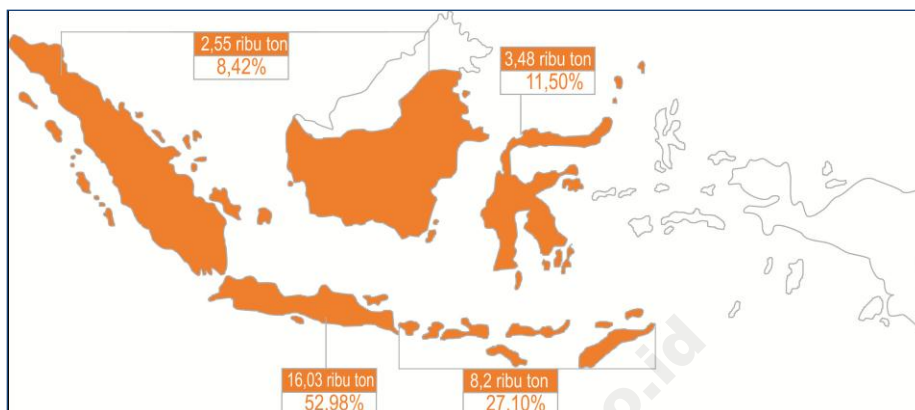 2,55 ribu ton
8,42%
3,48 ribu ton
11,50%
16,03 ribu ton
52,98%
8,2 ribu ton
27,10%
o.id